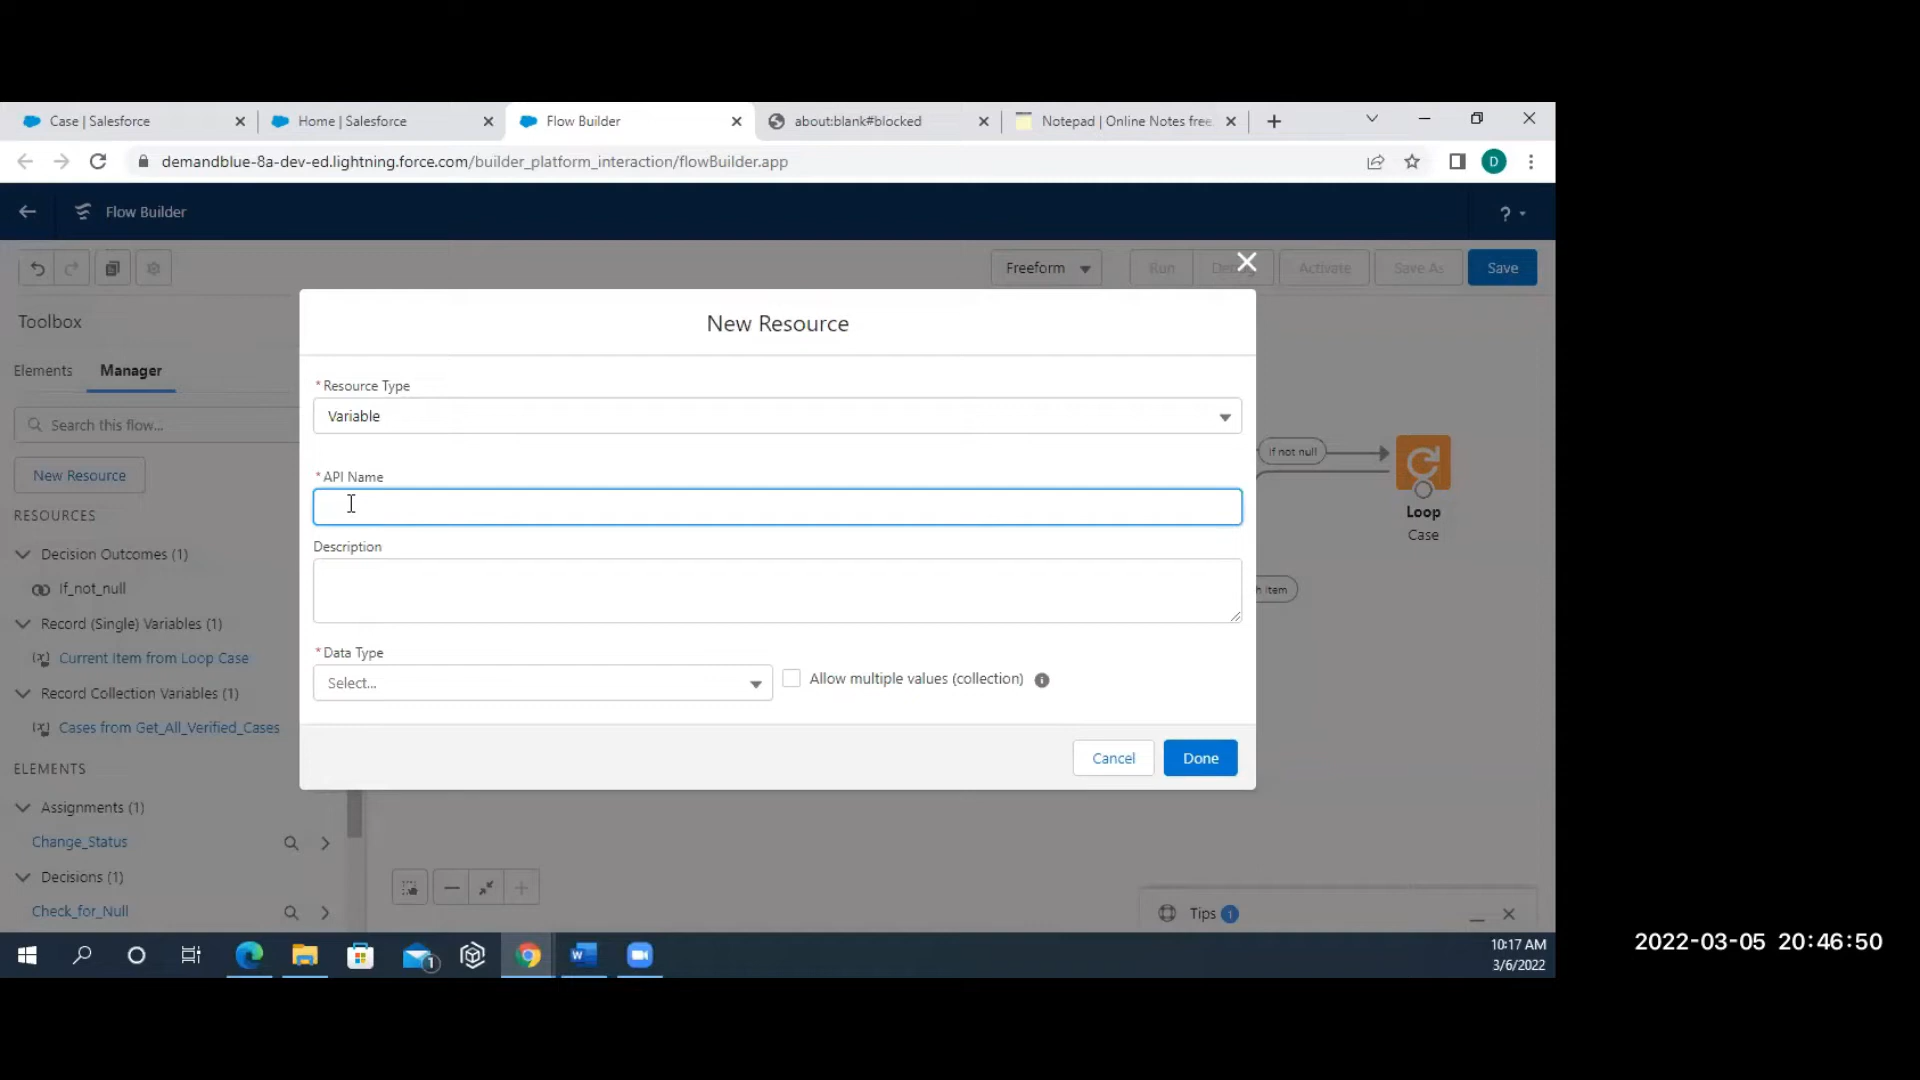 Case | Salesforce
Home | Salesforce
Flow Builder
about:blank#blocked
Notepad | Online Notes free
demandblue-8a-dev-ed.lightning.force.com/builder_platform_interaction/flowBuilder.app
D
Flow Builder
?
Freeform
Run
Activate
Save As
Save
Toolbox
New Resource
Elements
Manager
* Resource Type
Variable
Search this flow...
If not null
New Resource
* API Name
RESOURCES
Loop
Case
Decision Outcomes (1)
Description
If_not_null
h item
Record (Single) Variables (1)
Current Item from Loop Case
* Data Type
Select...
Allow multiple values (collection)
Record Collection Variables (1)
Cases from Get_All_Verified_Cases
Cancel
Done
ELEMENTS
Assignments (1)
Change_Status
Decisions (1)
Check_for_Null
Tips 1
1
10:17 AM
3/6/2022
2022-03-05 20:46:50